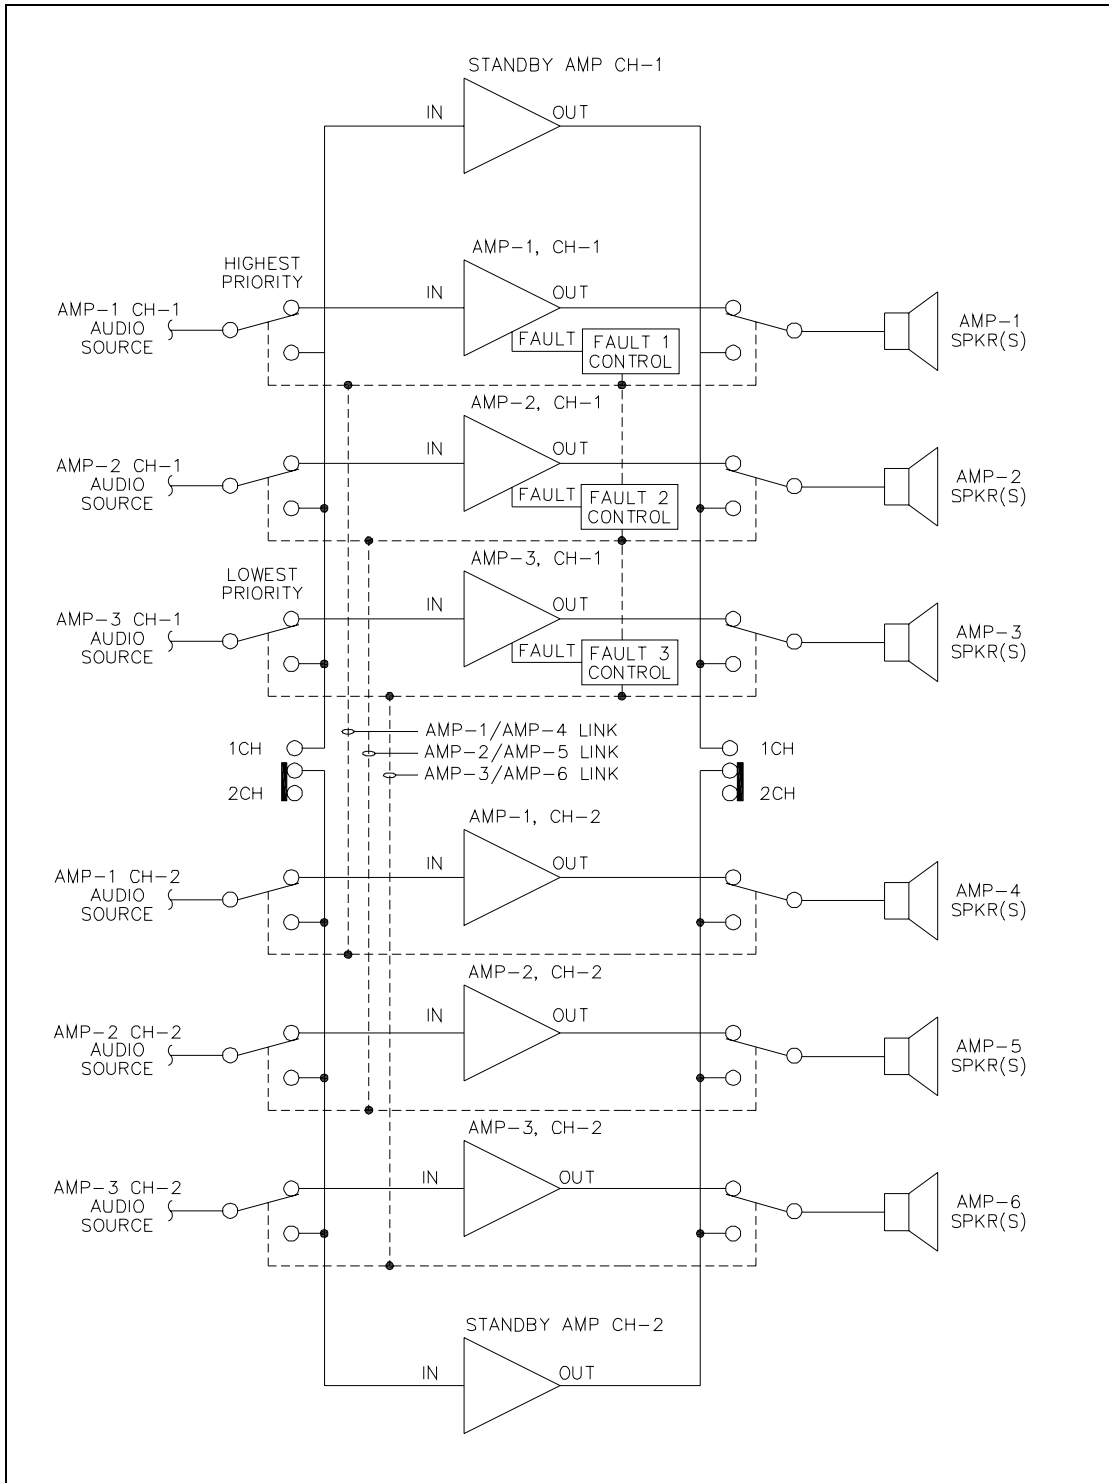 STANDBY AMP CH-1
IN
OUT
AMP-1, CH-1
HIGHEST
PRIORITY
IN
OUT
AMP-1 CH-1
AUDIO
SOURCE
FAULT
FAULT 1
CONTROL
AMP-1
SPKR(S)
AMP-2, CH-1
IN
OUT
AMP-2 CH-1
AUDIO
SOURCE
FAULT
FAULT 2
CONTROL
AMP-2
SPKR(S)
AMP-3, CH-1
LOWEST
PRIORITY
IN
OUT
AMP-3 CH-1
AUDIO
SOURCE
FAULT
FAULT 3
CONTROL
AMP-3
SPKR(S)
AMP-1/AMP-4 LINK
AMP-2/AMP-5 LINK
AMP-3/AMP-6 LINK
1CH
2CH
1CH
2CH
AMP-1, CH-2
IN
OUT
AMP-1 CH-2
AUDIO
SOURCE
AMP-4
SPKR(S)
AMP-2, CH-2
IN
OUT
AMP-2 CH-2
AUDIO
SOURCE
AMP-5
SPKR(S)
AMP-3, CH-2
IN
OUT
AMP-3 CH-2
AUDIO
SOURCE
AMP-6
SPKR(S)
STANDBY AMP CH-2
IN
OUT